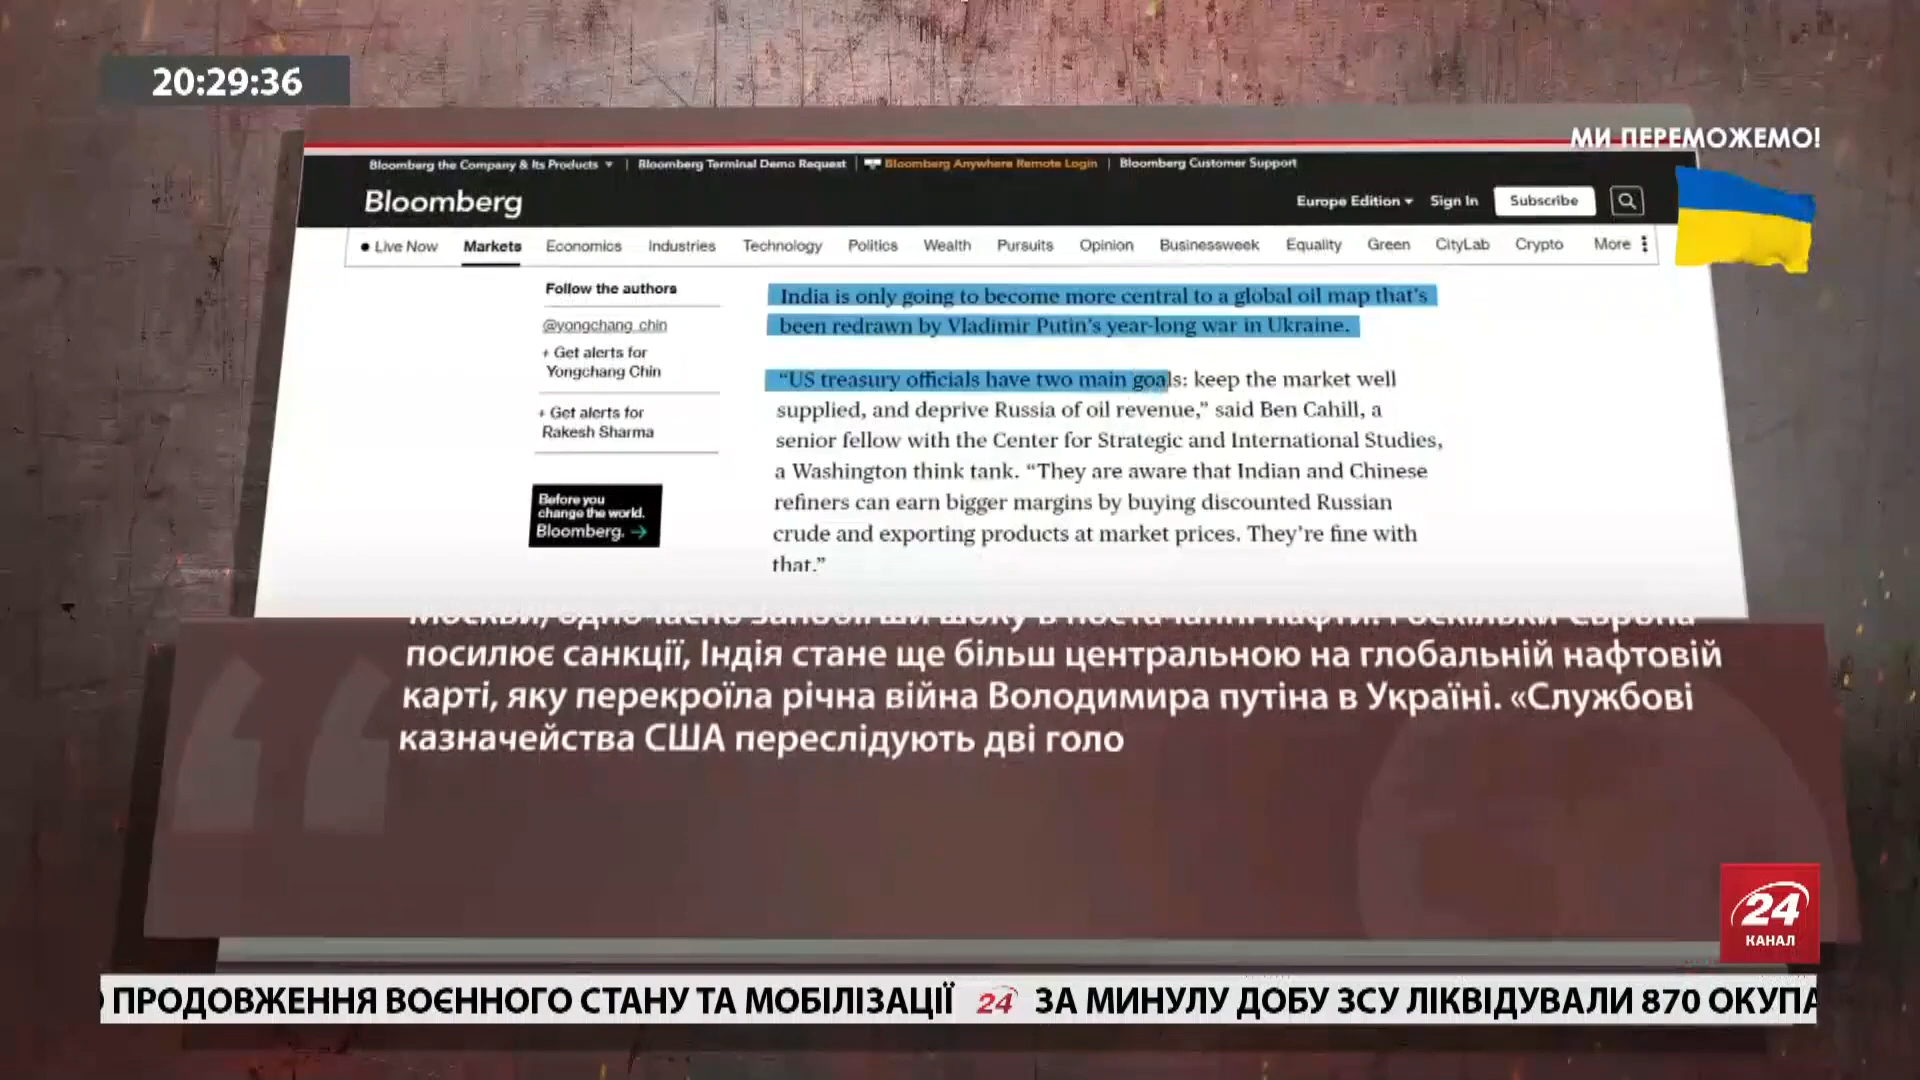 20:29:36
МИ ПЕРЕМОЖЕМО!
Bloomberg the Company & Its Products
Bloomberg Terminal Demo Request
Bloomberg Anywhere Remote Login
Bloomberg Customer Support
Bloomberg
Europe Edition
Sign In
Subscribe
Live Now Markets Economics Industries Technology Politics Wealth Pursuits Opinion Businessweek Equality Green CityLab Crypto More
Follow the authors
@yongchang_chin
+ Get alerts for
Yongchang Chin
+ Get alerts for
Rakesh Sharma
Before you
change the world.
Bloomberg. →
India is only going to become more central to a global oil map that's
been redrawn by Vladimir Putin's year-long war in Ukraine.
“US treasury officials have two main goals: keep the market well
supplied, and deprive Russia of oil revenue,” said Ben Cahill, a
senior fellow with the Center for Strategic and International Studies,
a Washington think tank. “They are aware that Indian and Chinese
refiners can earn bigger margins by buying discounted Russian
crude and exporting products at market prices. They're fine with
that.”
Москви, одночасно шоку в постачанні нафти. Оскільки Європа
посилює санкції, Індія стане ще більш центральною на глобальній нафтовій
карті, яку перекроїла річна війна Володимира путіна в Україні. «Службові
казначейства США переслідують дві голо
24
КАНАЛ
ПРОДОВЖЕННЯ ВОЄННОГО СТАНУ ТА МОБІЛІЗАЦІЇ 24 ЗА МИНУЛУ ДОБУ ЗСУ ЛІКВІДУВАЛИ 870 ОКУПА